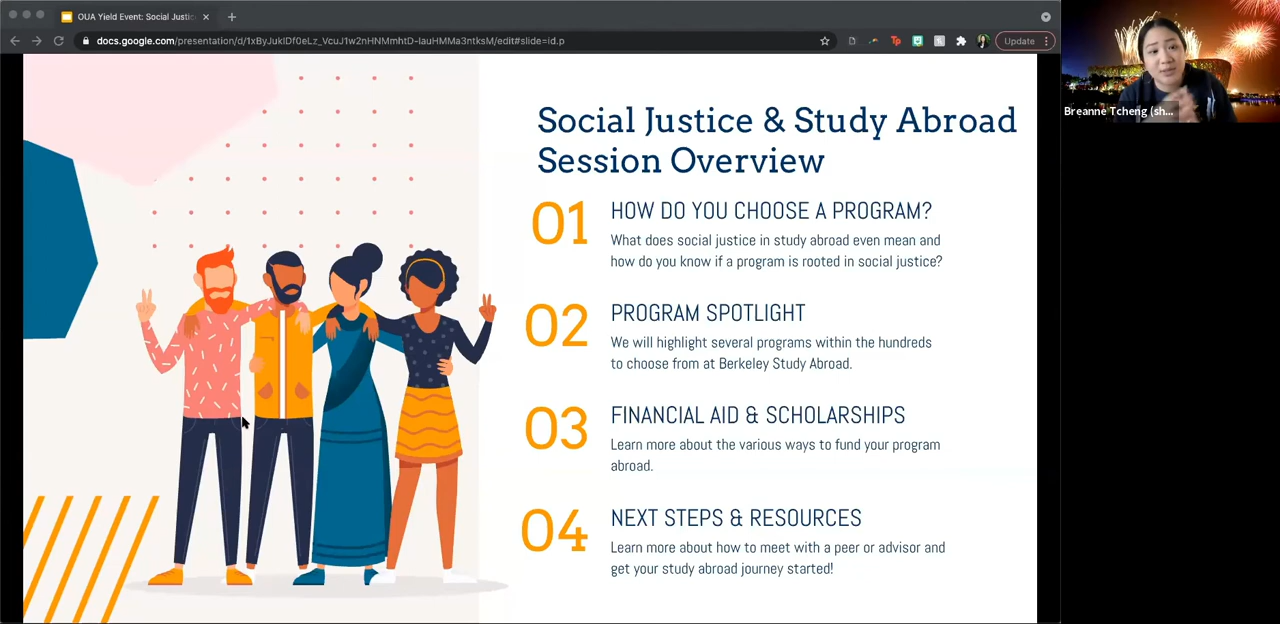 OUA Yield Event: Social Justic
docs.google.com/presentation/d/1xByJuklDf0eLz_VcuJ1w2nHNMmhtD-IauHMMa3ntksM/edit#slide=id.p
Tp
Update
Breanne Tcheng (sh...
Social Justice & Study Abroad
Session Overview
01
HOW DO YOU CHOOSE A PROGRAM?
What does social justice in study abroad even mean and
how do you know if a program is rooted in social justice?
02
PROGRAM SPOTLIGHT
We will highlight several programs within the hundreds
to choose from at Berkeley Study Abroad.
03
FINANCIAL AID & SCHOLARSHIPS
Learn more about the various ways to fund your program
abroad.
04
NEXT STEPS & RESOURCES
Learn more about how to meet with a peer or advisor and
get your study abroad journey started!